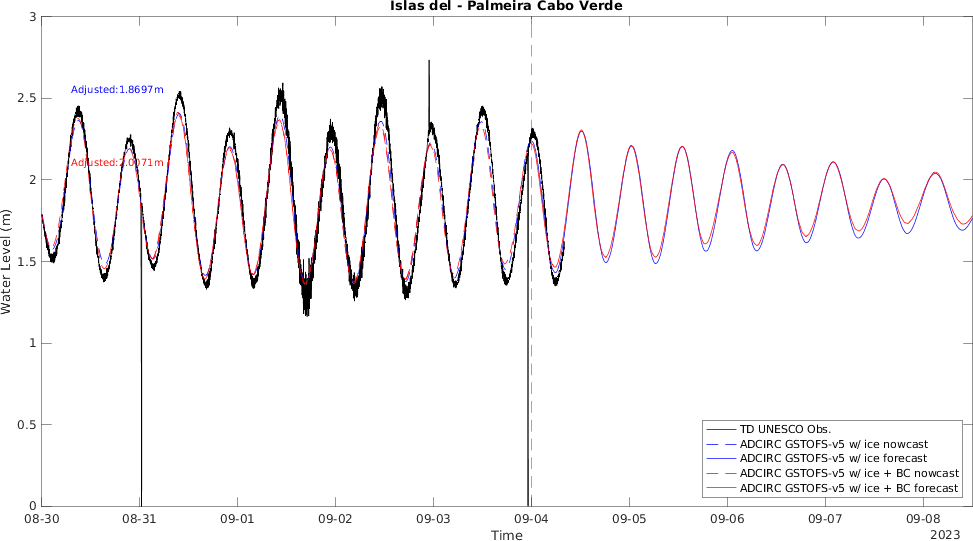 Islas del - Palmeira Cabo Verde
3
2.5
2
1.5
1
0.5
0
Water Level (m)
Adjusted:1.8697m
Adjusted:2.0071m
TD UNESCO Obs.
ADCIRC GSTOFS-v5 w/ ice nowcast
ADCIRC GSTOFS-v5 w/ ice forecast
ADCIRC GSTOFS-v5 w/ ice + BC nowcast
ADCIRC GSTOFS-v5 w/ ice + BC forecast
08-30 08-31 09-01 09-02 09-03 09-04 09-05 09-06 09-07 09-08
Time
2023